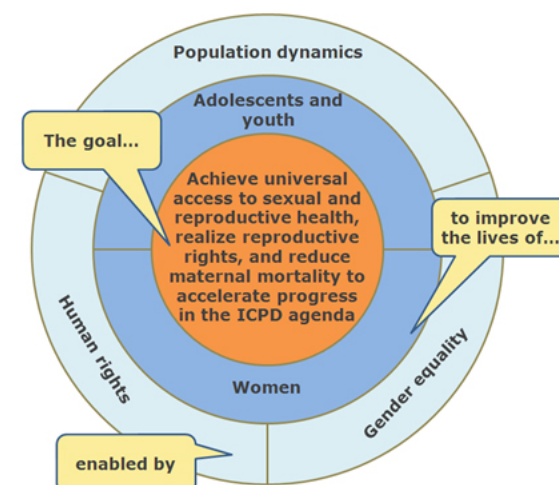 Population dynamics
Adolescents and
youth
The goal...
Achieve universal
access to sexual and
reproductive health,
realize reproductive
rights, and reduce
maternal mortality to
accelerate progress
in the ICPD agenda
to improve
the lives of...
Human rights
Gender equality
Women
enabled by